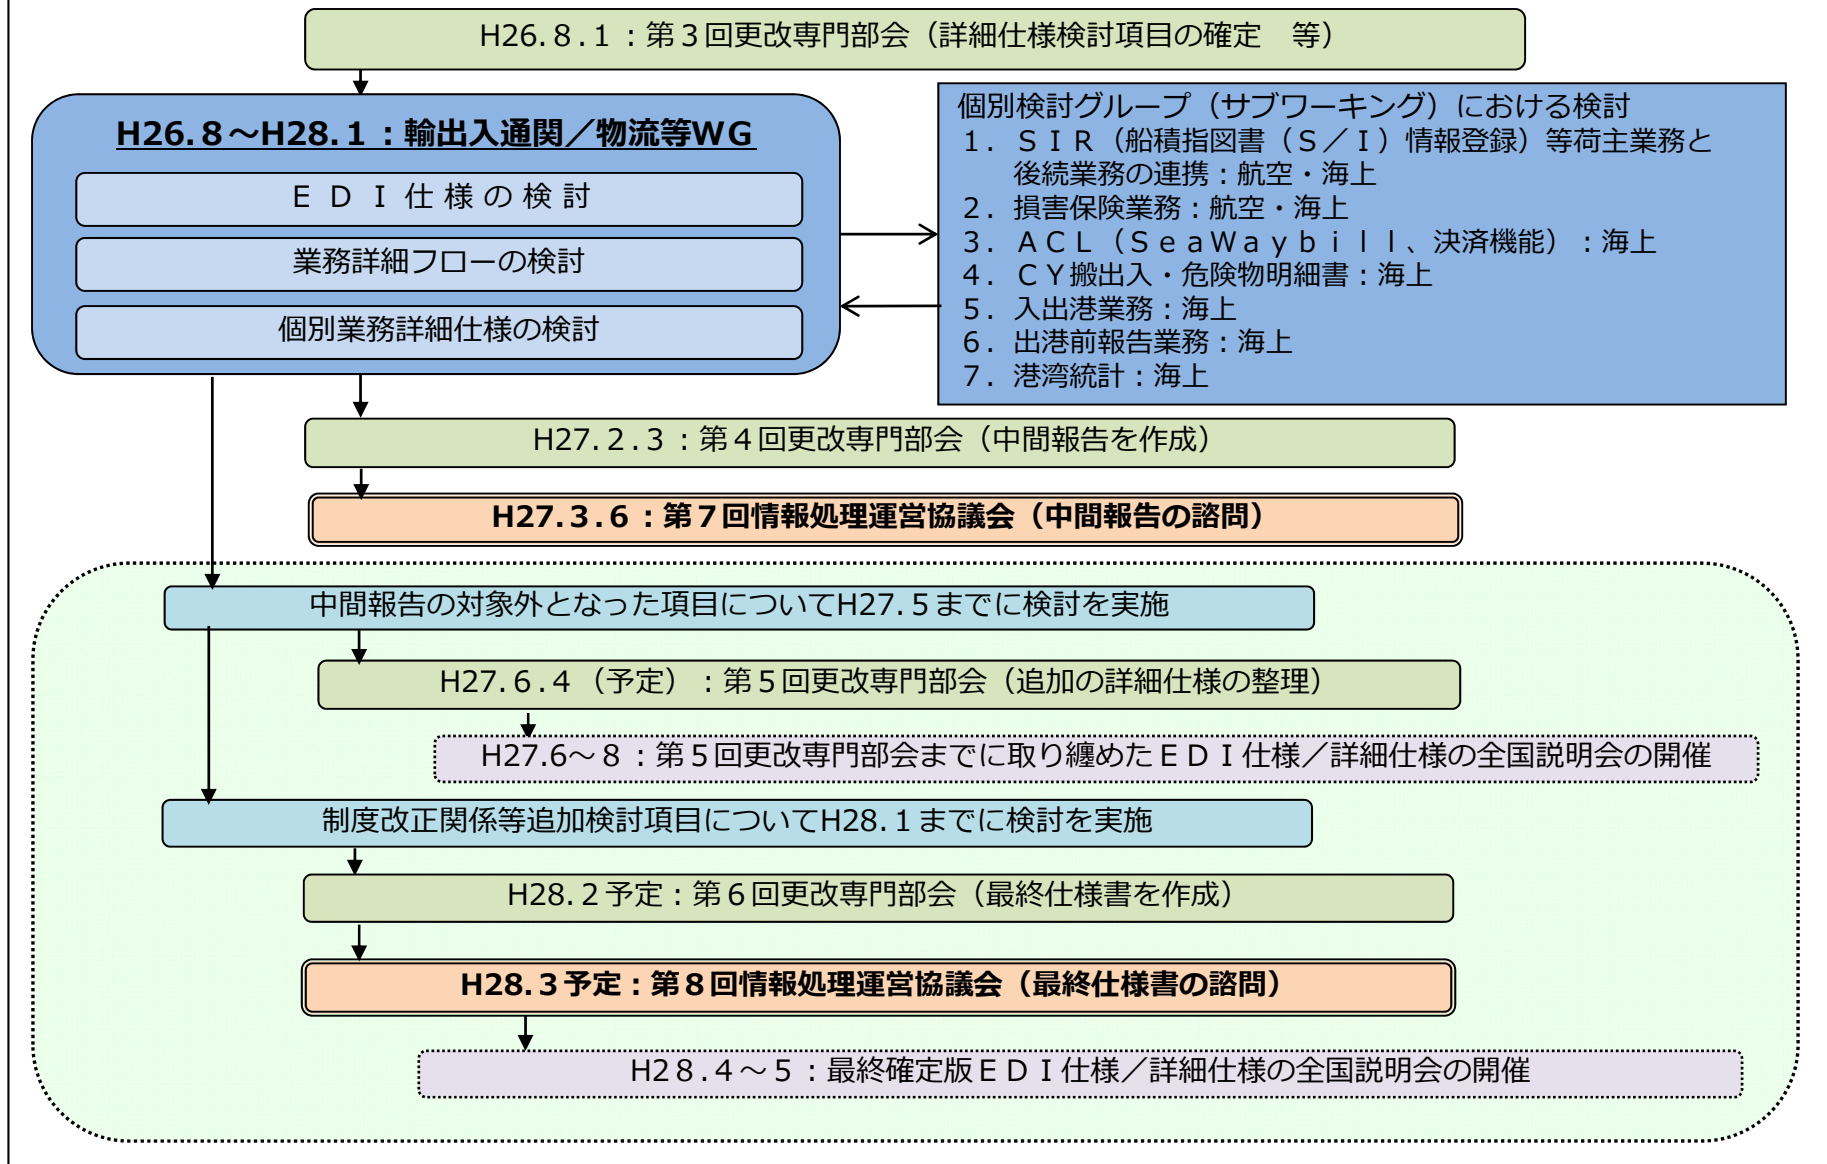 H26.８.１：第３回更改専門部会（詳細仕様検討項目の確定　等）
H26.８～H28.１：輸出入通関／物流等WG
ＥＤＩ仕様の検討
業務詳細フローの検討
個別業務詳細仕様の検討
個別検討グループ（サブワーキング）における検討
１．ＳＩＲ（船積指図書（Ｓ／Ｉ）情報登録）等荷主業務と
後続業務の連携：航空・海上
２．損害保険業務：航空・海上
３．ＡＣＬ（ＳｅａＷａｙｂｉｌｌ、決済機能）：海上
４．ＣＹ搬出入・危険物明細書：海上
５．入出港業務：海上
６．出港前報告業務：海上
７．港湾統計：海上
H27.２.３：第４回更改専門部会（中間報告を作成）
H27.３.６：第７回情報処理運営協議会（中間報告の諮問）
中間報告の対象外となった項目についてH27.５までに検討を実施
H27.６.４（予定）：第５回更改専門部会（追加の詳細仕様の整理）
H27.6～８：第５回更改専門部会までに取り纏めたＥＤＩ仕様／詳細仕様の全国説明会の開催
制度改正関係等追加検討項目についてH28.１までに検討を実施
H28.２予定：第６回更改専門部会（最終仕様書を作成）
H28.３予定：第８回情報処理運営協議会（最終仕様書の諮問）
H2８.４～５：最終確定版ＥＤＩ仕様／詳細仕様の全国説明会の開催